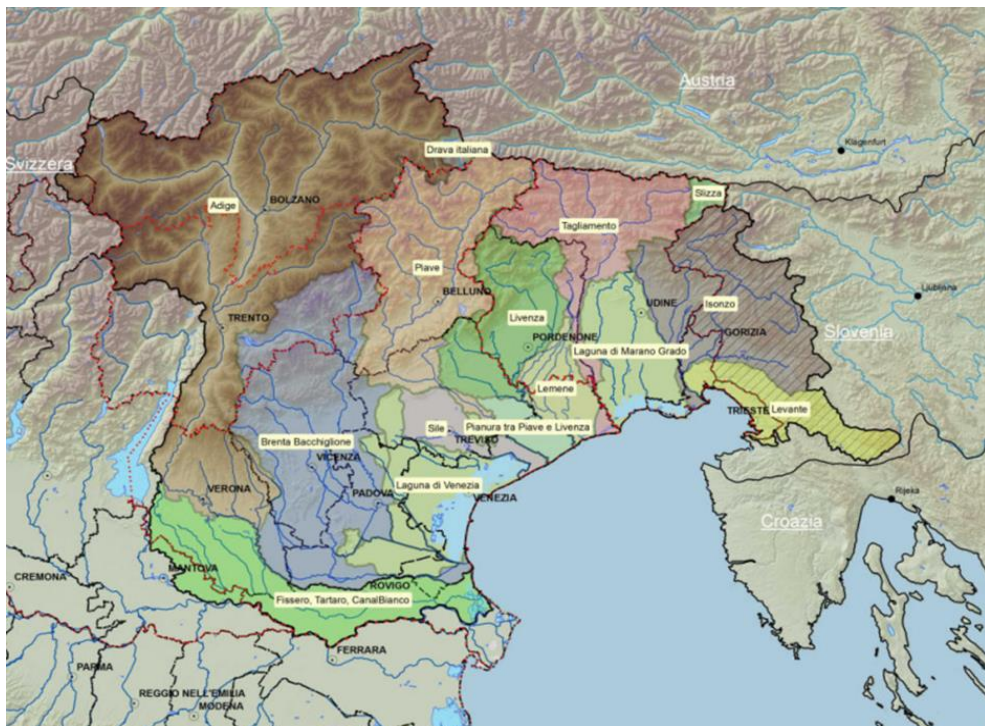 Austria
Klagenfurt
Svizzera
Drava italiana
Slizza
BOLZANO
Adige
Tagliamento
Piave
BELLUNO
Ljubljana
Isonzo
UDINE
TRENTO
Livenza
PORDENONE
GORIZIA
Slovenia
Laguna di Marano Grado
Lemene
TRIESTE
Levante
Sile
Pianura tra Piave e Livenza
TREVISO
Brenta Bacchiglione
VICENZA
Laguna di Venezia
PADOVA
VENEZIA
VERONA
Rijeka
Croazia
MANTOVA
CREMONA
ROVIGO
Fissero, Tartaro, CanalBianco
FERRARA
PARMA
REGGIO NELL'EMILIA
MODENA